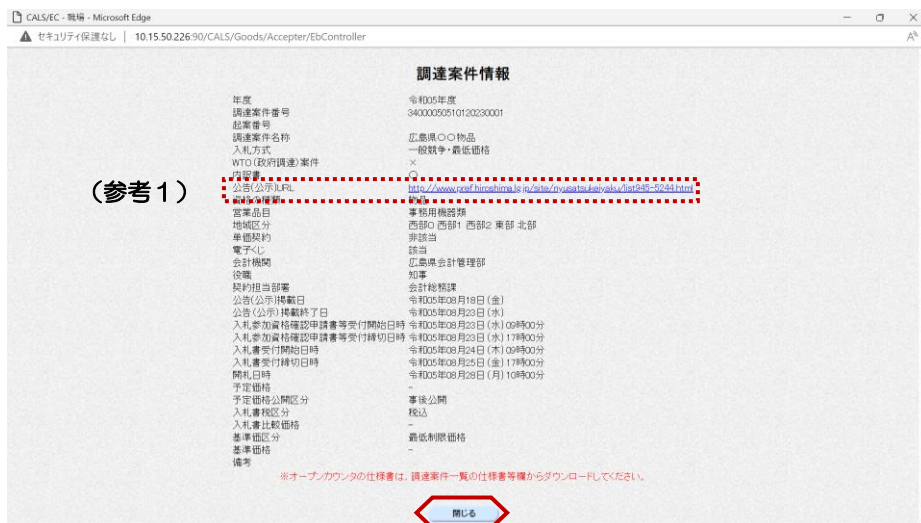 CALS/EC - 職場 - Microsoft Edge
セキュリティ保護なし | 10.15.50.226:90/CALS/Goods/Accepter/EbController
調達案件情報
年度 令和05年度
調達案件番号 34000050510120230001
起案番号
調達案件名称 広島県〇〇物品
入札方式 一般競争・最低価格
WTO(政府調達)案件 ×
内訳書 〇
(参考1) 公告(公示)URL http://www.pref.hiroshima.lg.jp/site/nyusatsukeiyaku/list945-5244.html
資格の種類 物品
営業品目 事務用機器類
地域区分 西部0 西部1 西部2 東部 北部
単価契約 非該当
電子くじ 該当
会計機関 広島県会計管理部
役職 知事
契約担当部署 会計総務課
公告(公示)掲載日 令和05年08月18日(金)
公告(公示)掲載終了日 令和05年08月23日(水)
入札参加資格確認申請書等受付開始日時 令和05年08月23日(水)09時00分
入札参加資格確認申請書等受付締切日時 令和05年08月23日(水)17時00分
入札書受付開始日時 令和05年08月24日(木)09時00分
入札書受付締切日時 令和05年08月25日(金)17時00分
開札日時 令和05年08月28日(月)10時00分
予定価格 -
予定価格公開区分 事後公開
入札書税区分 税込
入札書比較価格 -
基準価区分 最低制限価格
基準価格 -
備考
※オープンカウンタの仕様書は、調達案件一覧の仕様書等欄からダウンロードしてください。
閉じる